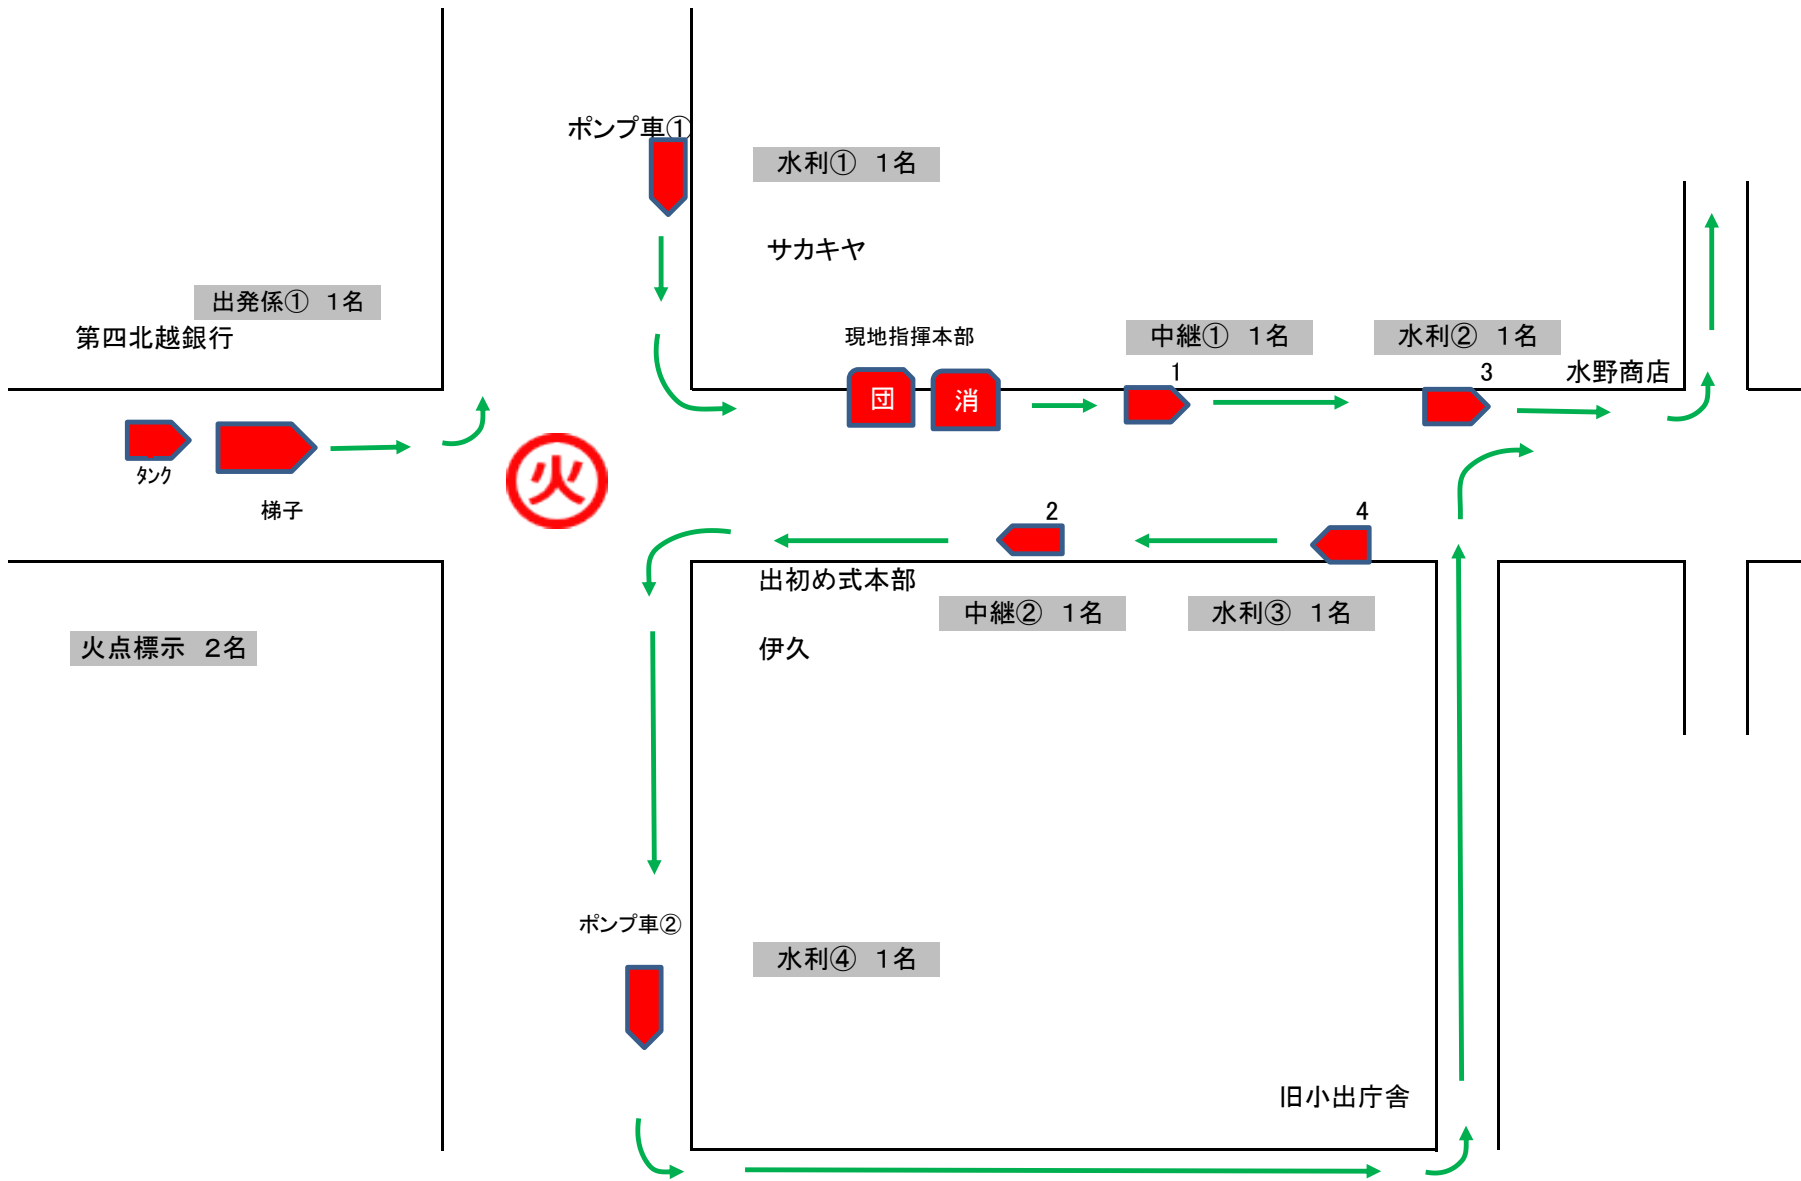 ポンプ車①
水利① 1名
サカキヤ
出発係① 1名
第四北越銀行
現地指揮本部
中継① 1名
水利② 1名
1
3
水野商店
団
消
タンク
梯子
火
2
4
出初め式本部
中継② 1名
水利③ 1名
火点標示 2名
伊久
ポンプ車②
水利④ 1名
旧小出庁舎